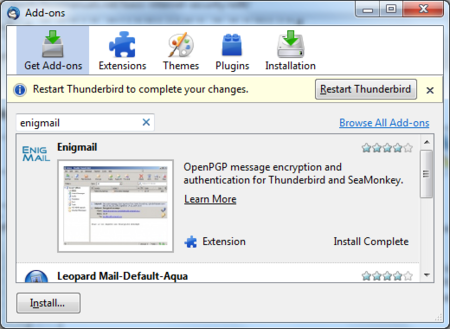 Add-ons
Get Add-ons
Extensions
Themes
Plugins
Installation
Restart Thunderbird to complete your changes.
Restart Thunderbird
enigmail
Browse All Add-ons
ENIG
MAIL
Enigmail
OpenPGP message encryption and
authentication for Thunderbird and SeaMonkey.
Learn More
Extension
Install Complete
Leopard Mail-Default-Aqua
Install...